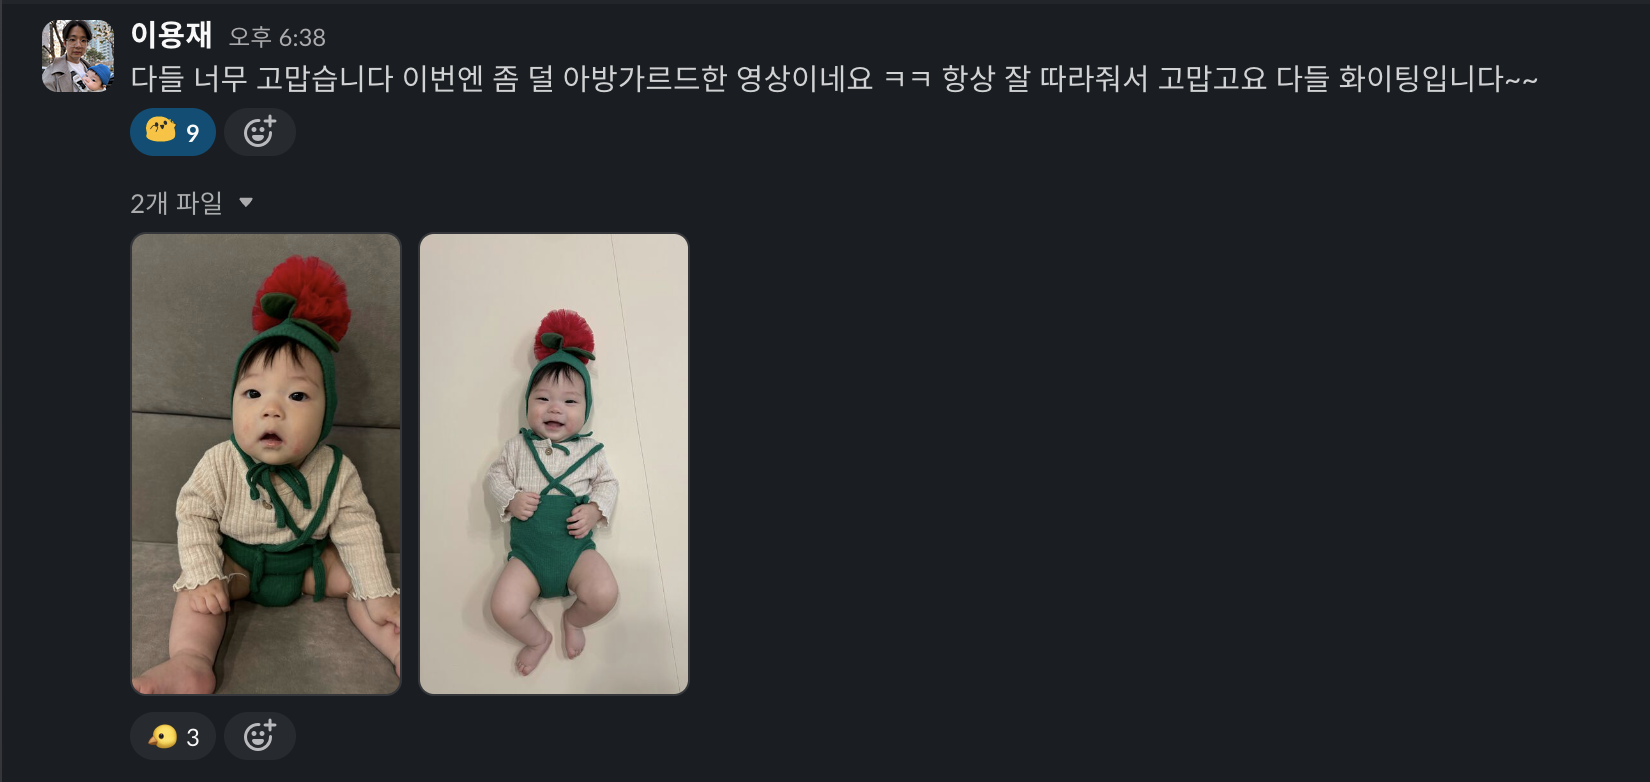 이용재 오후 6:38
다들 너무 고맙습니다 이번엔 좀 덜 아방가르드한 영상이네요 ㅋㅋ 항상 잘 따라줘서 고맙고요 다들 화이팅입니다~~
9
2개 파일
3